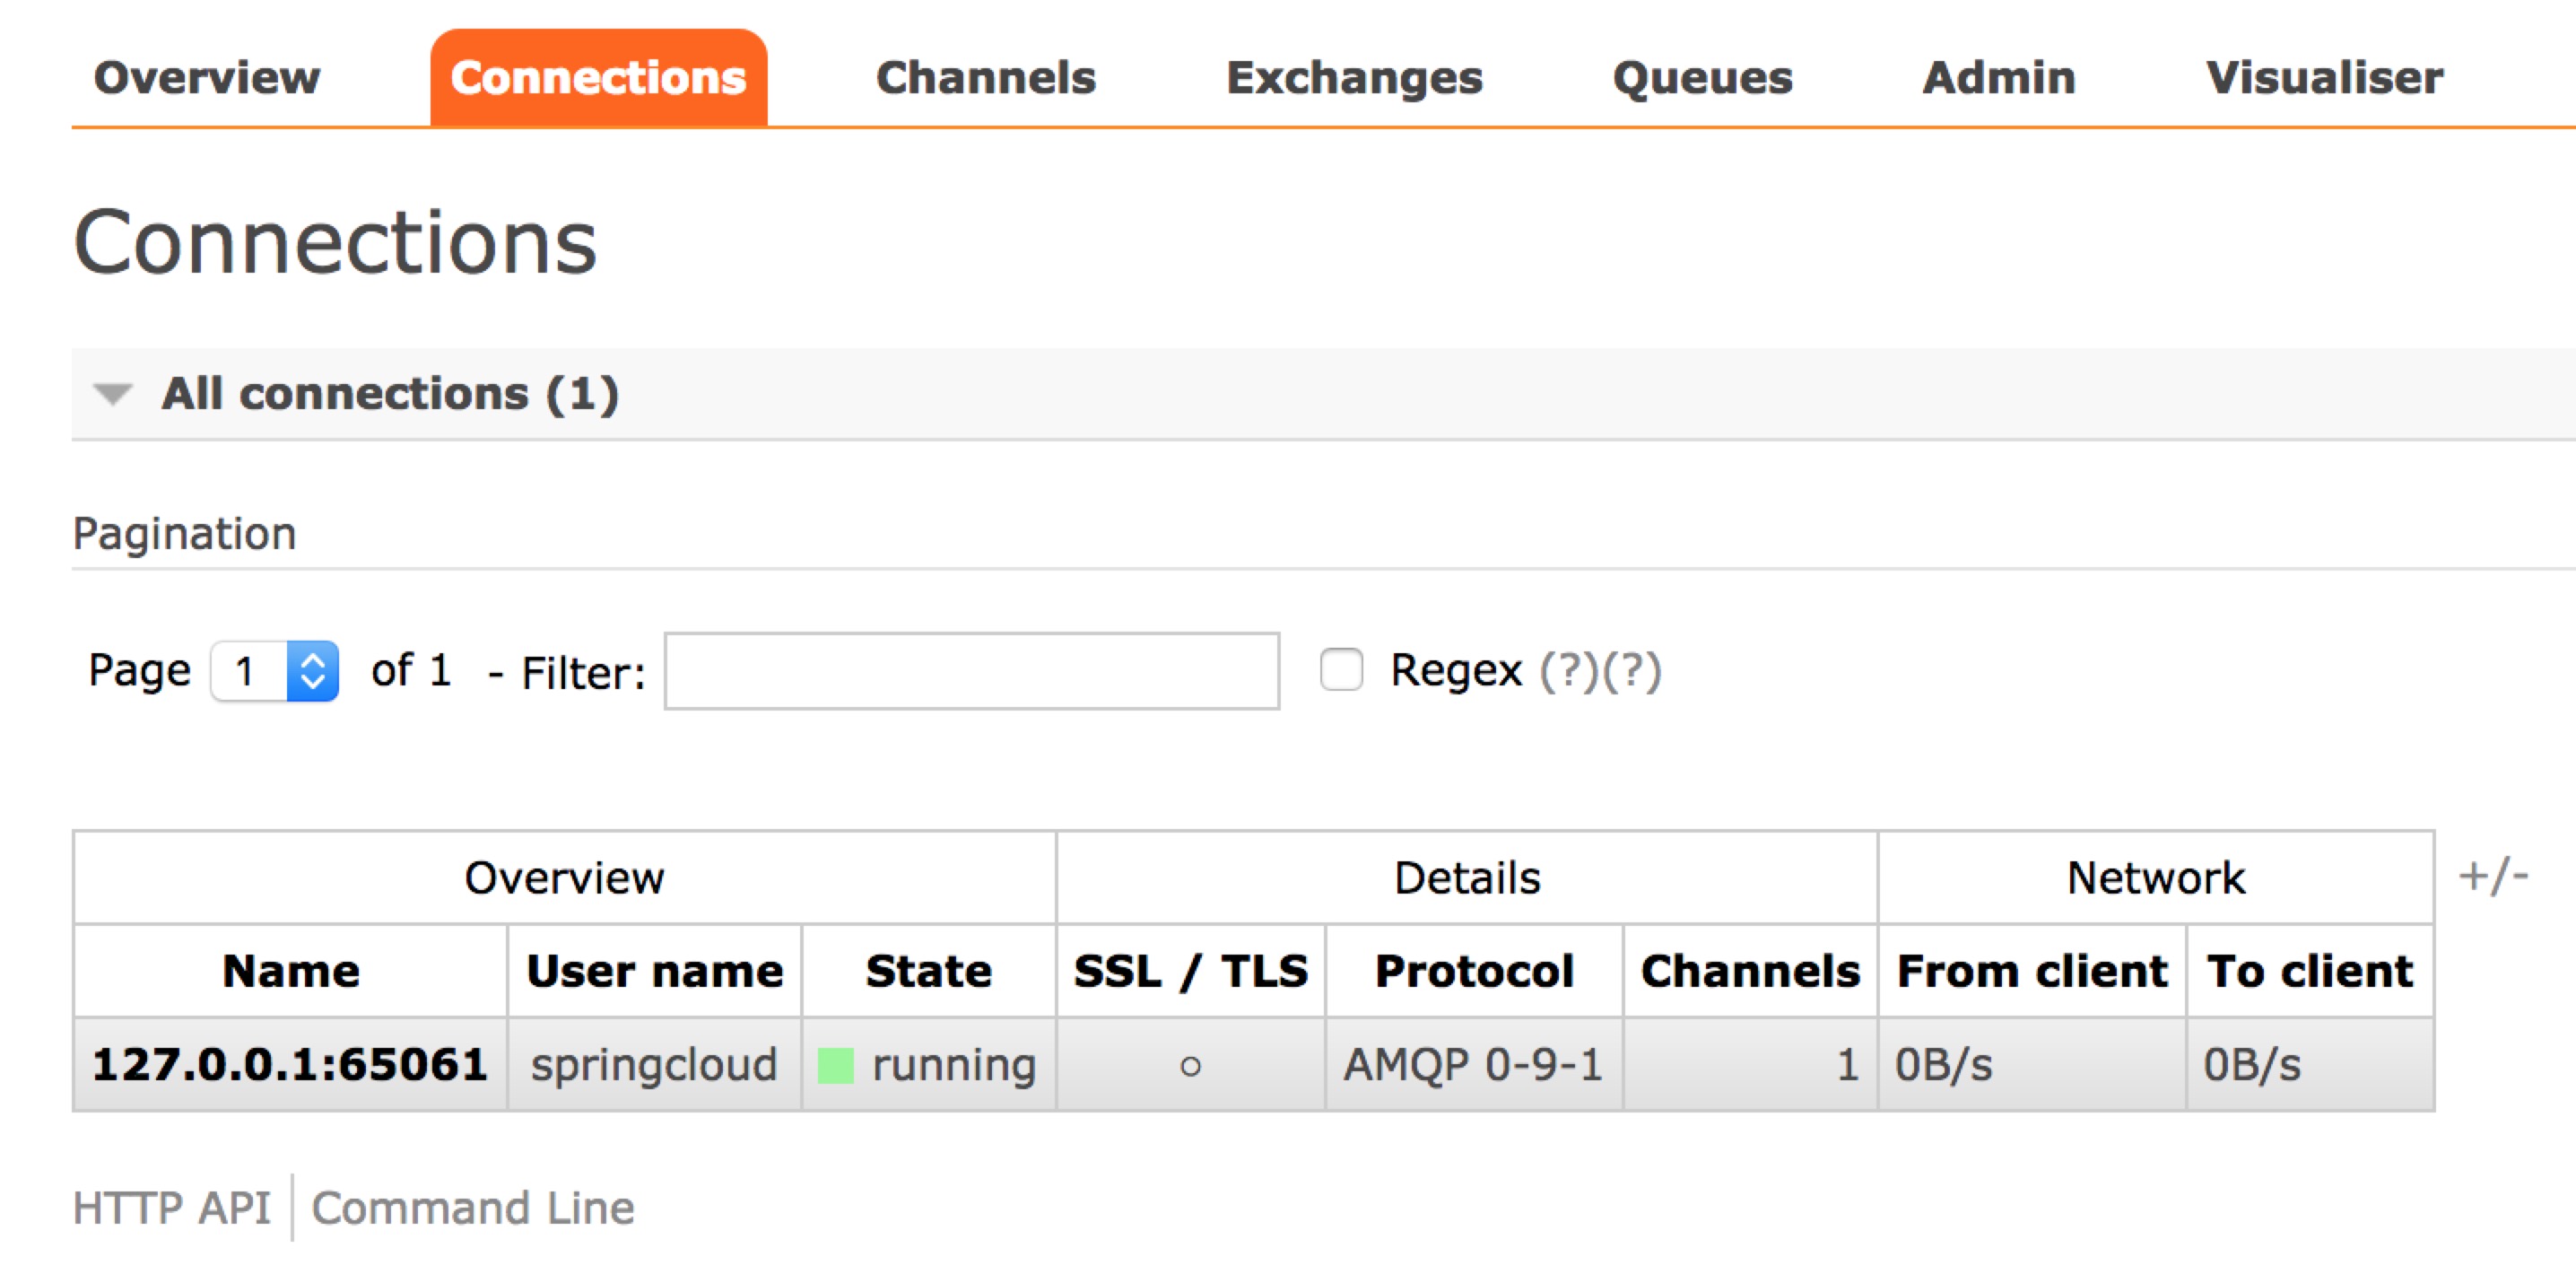 Overview Connections Channels Exchanges Queues Admin Visualiser
Connections
All connections (1)
Pagination
Page 1 of 1 - Filter: Regex (?)(?)
Overview Details Network +/-
Name User name State SSL / TLS Protocol Channels From client To client
127.0.0.1:65061 springcloud running ○ AMQP 0-9-1 1 0B/s 0B/s
HTTP API Command Line